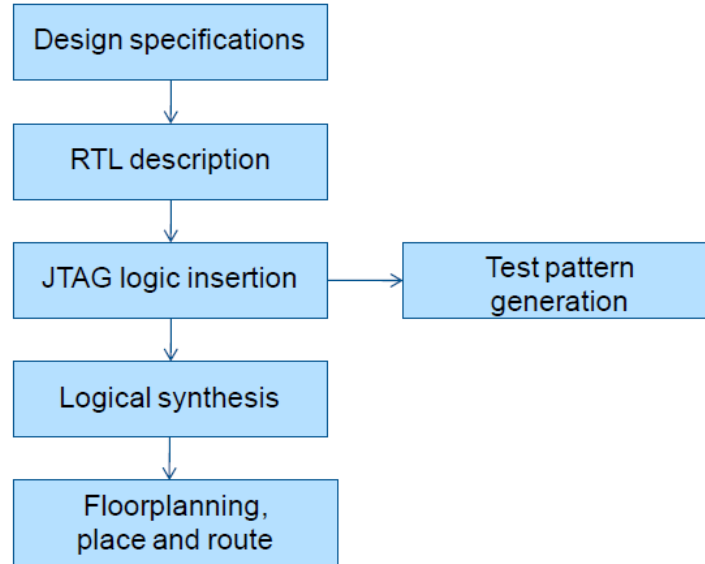 Design specifications
RTL description
JTAG logic insertion
Test pattern
generation
Logical synthesis
Floorplanning,
place and route